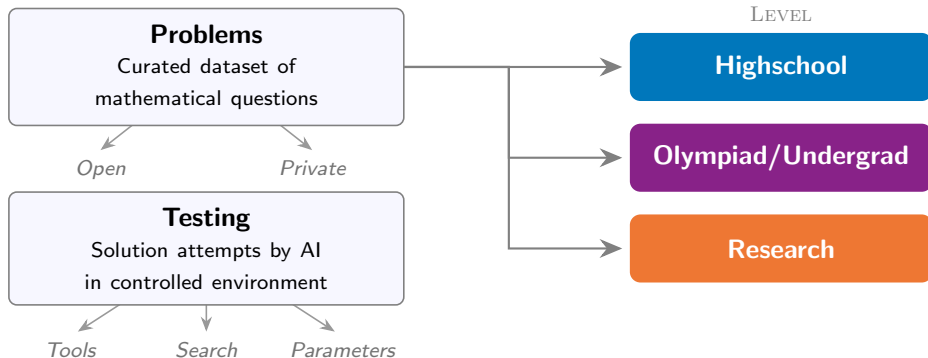 Problems
Curated dataset of
mathematical questions
Open
Private
Testing
Solution attempts by AI
in controlled environment
Tools
Search
Parameters
LEVEL
Highschool
Olympiad/Undergrad
Research